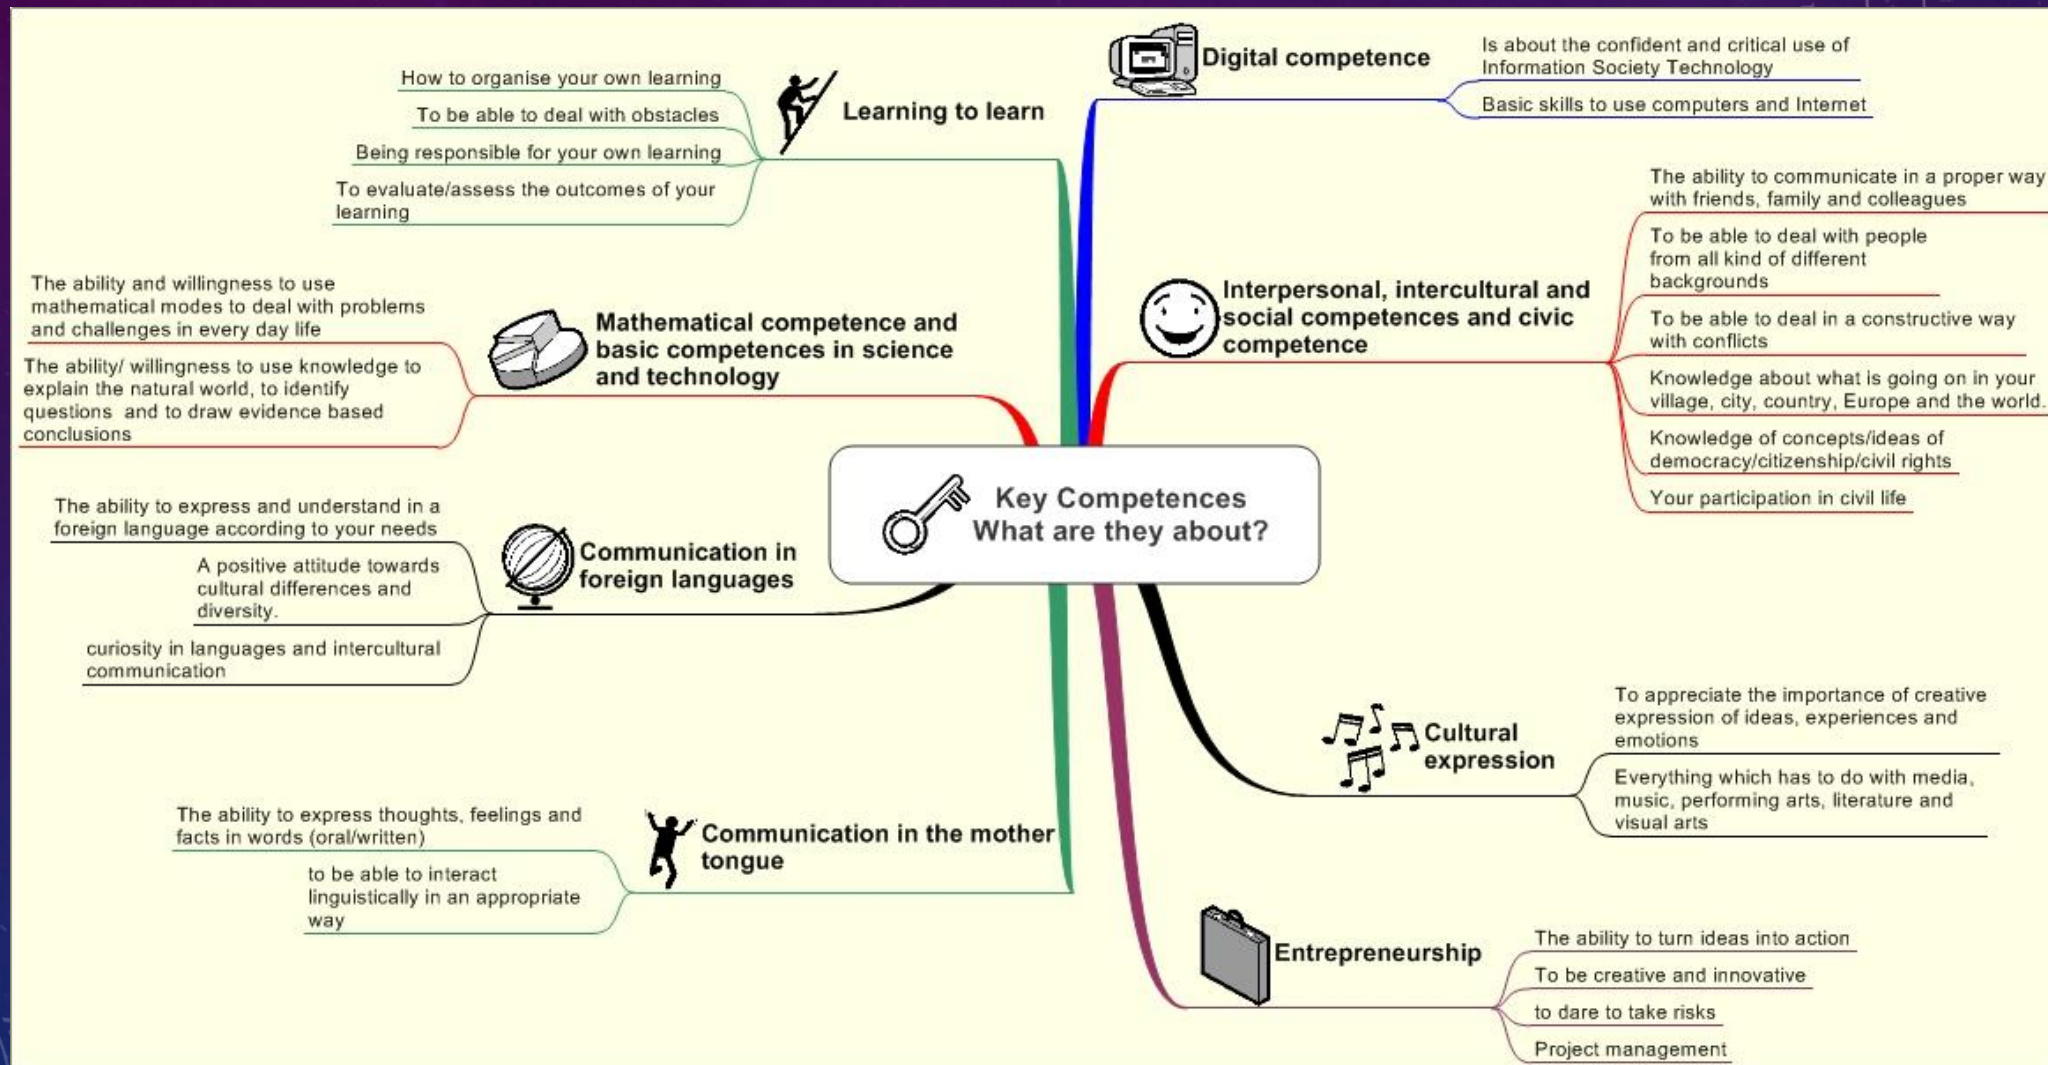 Key Competences
What are they about?
Digital competence
Is about the confident and critical use of
Information Society Technology
Basic skills to use computers and Internet
Interpersonal, intercultural and
social competences and civic
competence
The ability to communicate in a proper way
with friends, family and colleagues
To be able to deal with people
from all kind of different
backgrounds
To be able to deal in a constructive way
with conflicts
Knowledge about what is going on in your
village, city, country, Europe and the world.
Knowledge of concepts/ideas of
democracy/citizenship/civil rights
Your participation in civil life
Cultural
expression
To appreciate the importance of creative
expression of ideas, experiences and
emotions
Everything which has to do with media,
music, performing arts, literature and
visual arts
Entrepreneurship
The ability to turn ideas into action
To be creative and innovative
to dare to take risks
Project management
Learning to learn
How to organise your own learning
To be able to deal with obstacles
Being responsible for your own learning
To evaluate/assess the outcomes of your
learning
Mathematical competence and
basic competences in science
and technology
The ability and willingness to use
mathematical modes to deal with problems
and challenges in every day life
The ability/ willingness to use knowledge to
explain the natural world, to identify
questions  and to draw evidence based
conclusions
Communication in
foreign languages
The ability to express and understand in a
foreign language according to your needs
A positive attitude towards
cultural differences and
diversity.
curiosity in languages and intercultural
communication
Communication in the mother
tongue
The ability to express thoughts, feelings and
facts in words (oral/written)
to be able to interact
linguistically in an appropriate
way